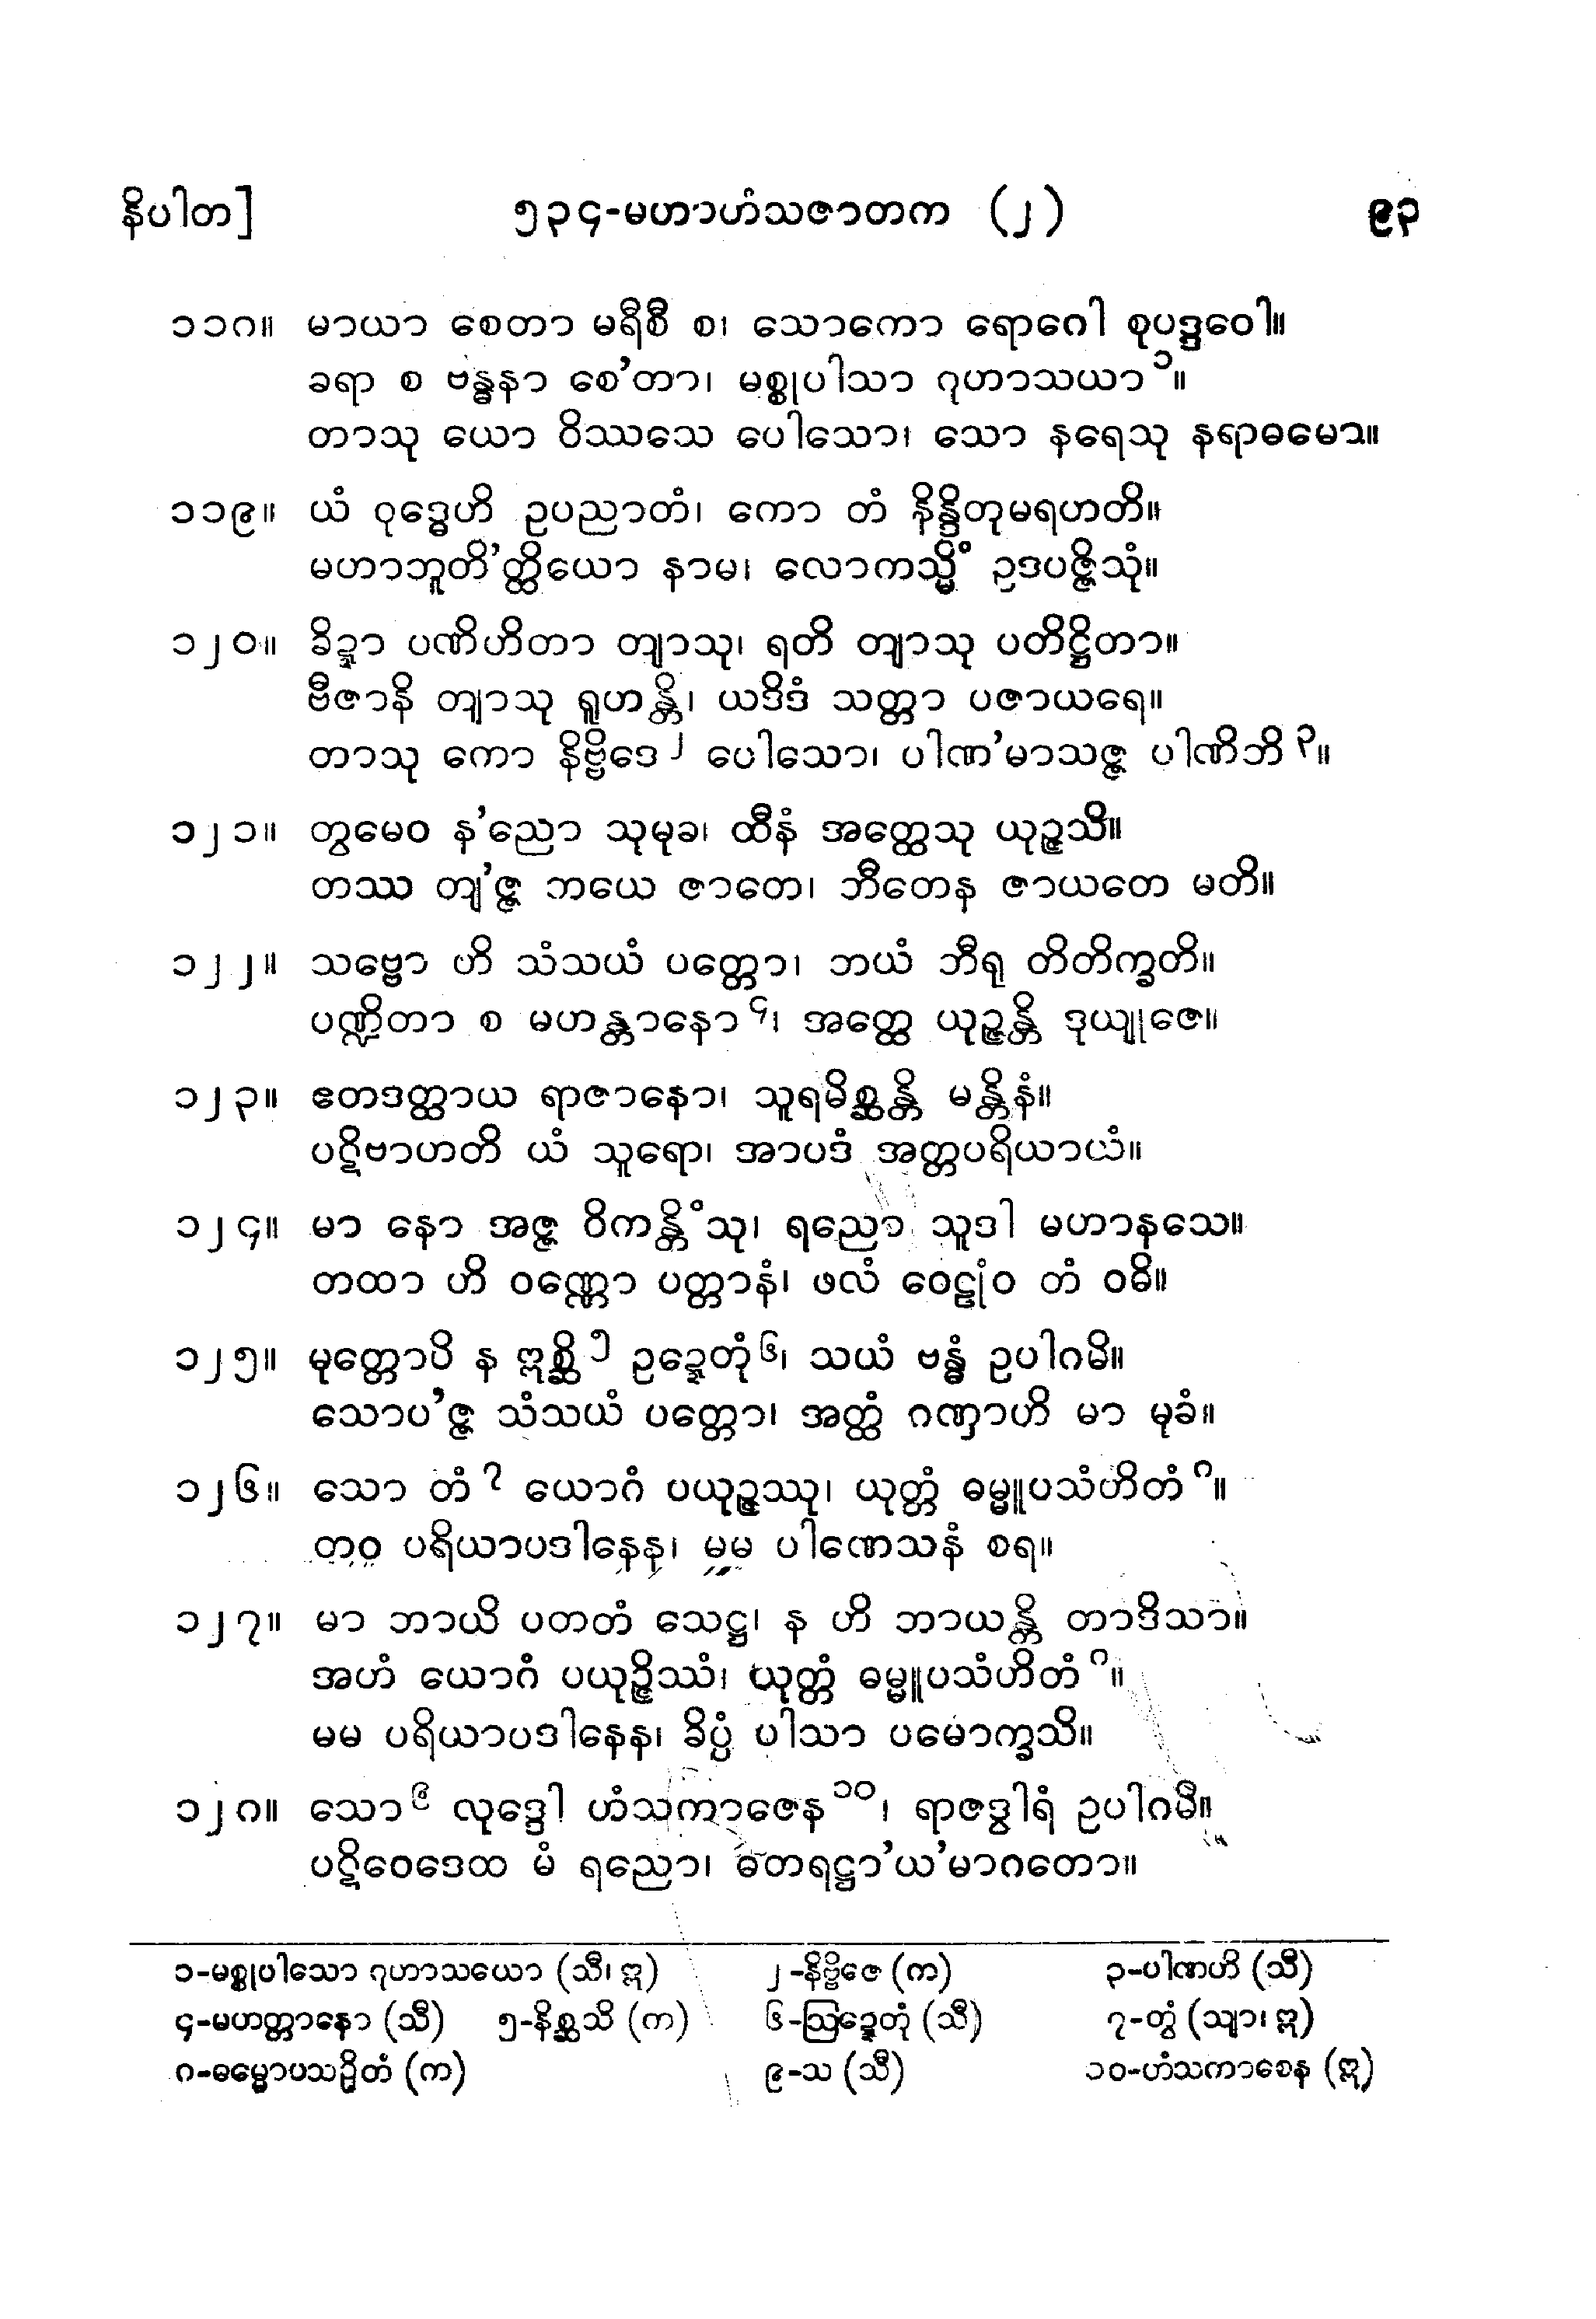 နိပါတ] ၅၃၄-မဟာဟံသဇာတက (၂) ၉၃
၁၁၈။ မာယာ စေတာ မရီစီ စ၊ သောကော ရောဂေါ စုပဒ္ဒဝေါ။
ခရာ စ ဗန္ဓနာ စေ’တာ၊ မစ္စုပါသာ ဂုဟာသယာ ၁။
တာသု ယော ဝိဿသေ ပေါသော၊ သော နရေသု နရာဓမော။
၁၁၉။ ယံ ဝုဒ္ဓေဟိ ဥပညာတံ၊ ကော တံ နိန္ဒိတုမရဟတိ။
မဟာဘူတိ’တ္ထိယော နာမ၊ လောကသ္မိံ ဥဒပဇ္ဇိသုံ။
၁၂၀။ ခိဍ္ဍာ ပဏိဟိတာ တျာသု၊ ရတိ တျာသု ပတိဋ္ဌိတာ။
ဗီဇာနိ တျာသု ရူဟန္တိ၊ ယဒိဒံ သတ္တာ ပဇာယရေ။
တာသု ကော နိဗ္ဗိဒေ ၂ ပေါသော၊ ပါဏ’မာသဇ္ဇ ပါဏိဘိ ၃။
၁၂၁။ တွမေဝ န’ညော သုမုခ၊ ထီနံ အတ္ထေသု ယုဉ္ဇသိ။
တဿ တျ’ဇ္ဇ ဘယေ ဇာတေ၊ ဘီတေန ဇာယတေ မတိ။
၁၂၂။ သဗ္ဗော ဟိ သံသယံ ပတ္တော၊ ဘယံ ဘီရု တိတိက္ခတိ။
ပဏ္ဍိတာ စ မဟန္တာနော ၄၊ အတ္ထေ ယုဉ္ဇန္တိ ဒုယျုဇေ။
၁၂၃။ ဧတဒတ္ထာယ ရာဇာနော၊ သူရမိစ္ဆန္တိ မန္တိနံ။
ပဋိဗာဟတိ ယံ သူရော၊ အာပဒံ အတ္တပရိယာယံ။
၁၂၄။ မာ နော အဇ္ဇ ဝိကန္တိံသု၊ ရညော သူဒါ မဟာနသေ။
တထာ ဟိ ဝဏ္ဏော ပတ္တာနံ၊ ဖလံ ဝေဠုံဝ တံ ဝဓိ။
၁၂၅။ မုတ္တောပိ န ဣစ္ဆိ ၅ ဥဍ္ဍေတုံ ၆၊ သယံ ဗန္ဓံ ဥပါဂမိ။
သောပ’ဇ္ဇ သံသယံ ပတ္တော၊ အတ္ထံ ဂဏှာဟိ မာ မုခံ။
၁၂၆။ သော တံ ၇ ယောဂံ ပယုဉ္ဇဿု၊ ယုတ္တံ ဓမ္မူပသံဟိတံ ၈။
တဝ ပရိယာပဒါနေန၊ မမ ပါဏေသနံ စရ။
၁၂၇။ မာ ဘာယိ ပတတံ သေဋ္ဌ၊ န ဟိ ဘာယန္တိ တာဒိသာ။
အဟံ ယောဂံ ပယုဉ္ဇိဿံ၊ ယုတ္တံ ဓမ္မူပသံဟိတံ ၈။
မမ ပရိယာပဒါနေန၊ ခိပ္ပံ ပါသာ ပမောက္ခသိ။
၁၂၈။ သော ၉ လုဒ္ဒေါ ဟံသကာဇေန ၁၀၊ ရာဇဒွါရံ ဥပါဂမိ။
ပဋိဝေဒေထ မံ ရညော၊ ဓတရဋ္ဌာ’ယ’မာဂတော။
၁-မစ္စုပါသော ဂုဟာသယော (သီ၊ ဣ) ၂-နိဗ္ဗိဇေ (က) ၃-ပါဏဟိ (သီ)
၄-မဟတ္တာနော (သီ) ၅-နိစ္ဆသိ (က) ၆-ဩဍ္ဍေတုံ (သီ) ၇-တွံ (သျာ၊ ဣ)
၈-ဓမ္မောပသဉှိတံ (က) ၉-သ (သီ) ၁၀-ဟံသကာစေန (ဣ)